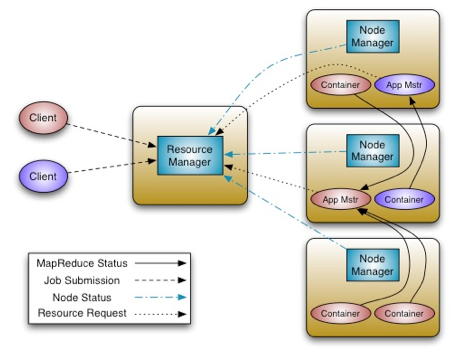 Node
Manager
Container
App Mstr
Client
Resource
Manager
Client
Node
Manager
App Mstr
Container
Node
Manager
Container
Container
MapReduce Status
Job Submission
Node Status
Resource Request